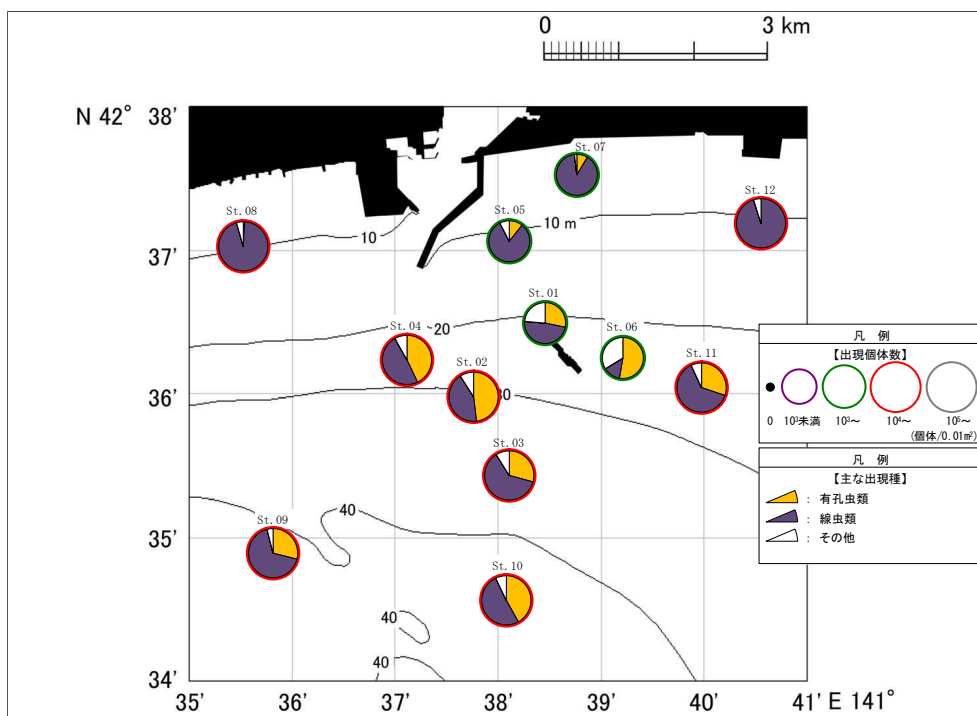 0 3 km
N 42° 38'
St.07
St.12
St.08
St.05
10 m
10
37'
St.01
St.04
20
St.06
St.02
St.11
36'
30
St.03
40
St.09
35'
St.10
40
40
34'
35' 36' 37' 38' 39' 40' 41' E 141°
凡 例
【出現個体数】
0 10³未満 10³～ 10⁴～ 10⁵～
(個体/0.01㎡)
凡 例
【主な出現種】
: 有孔虫類
: 線虫類
: その他